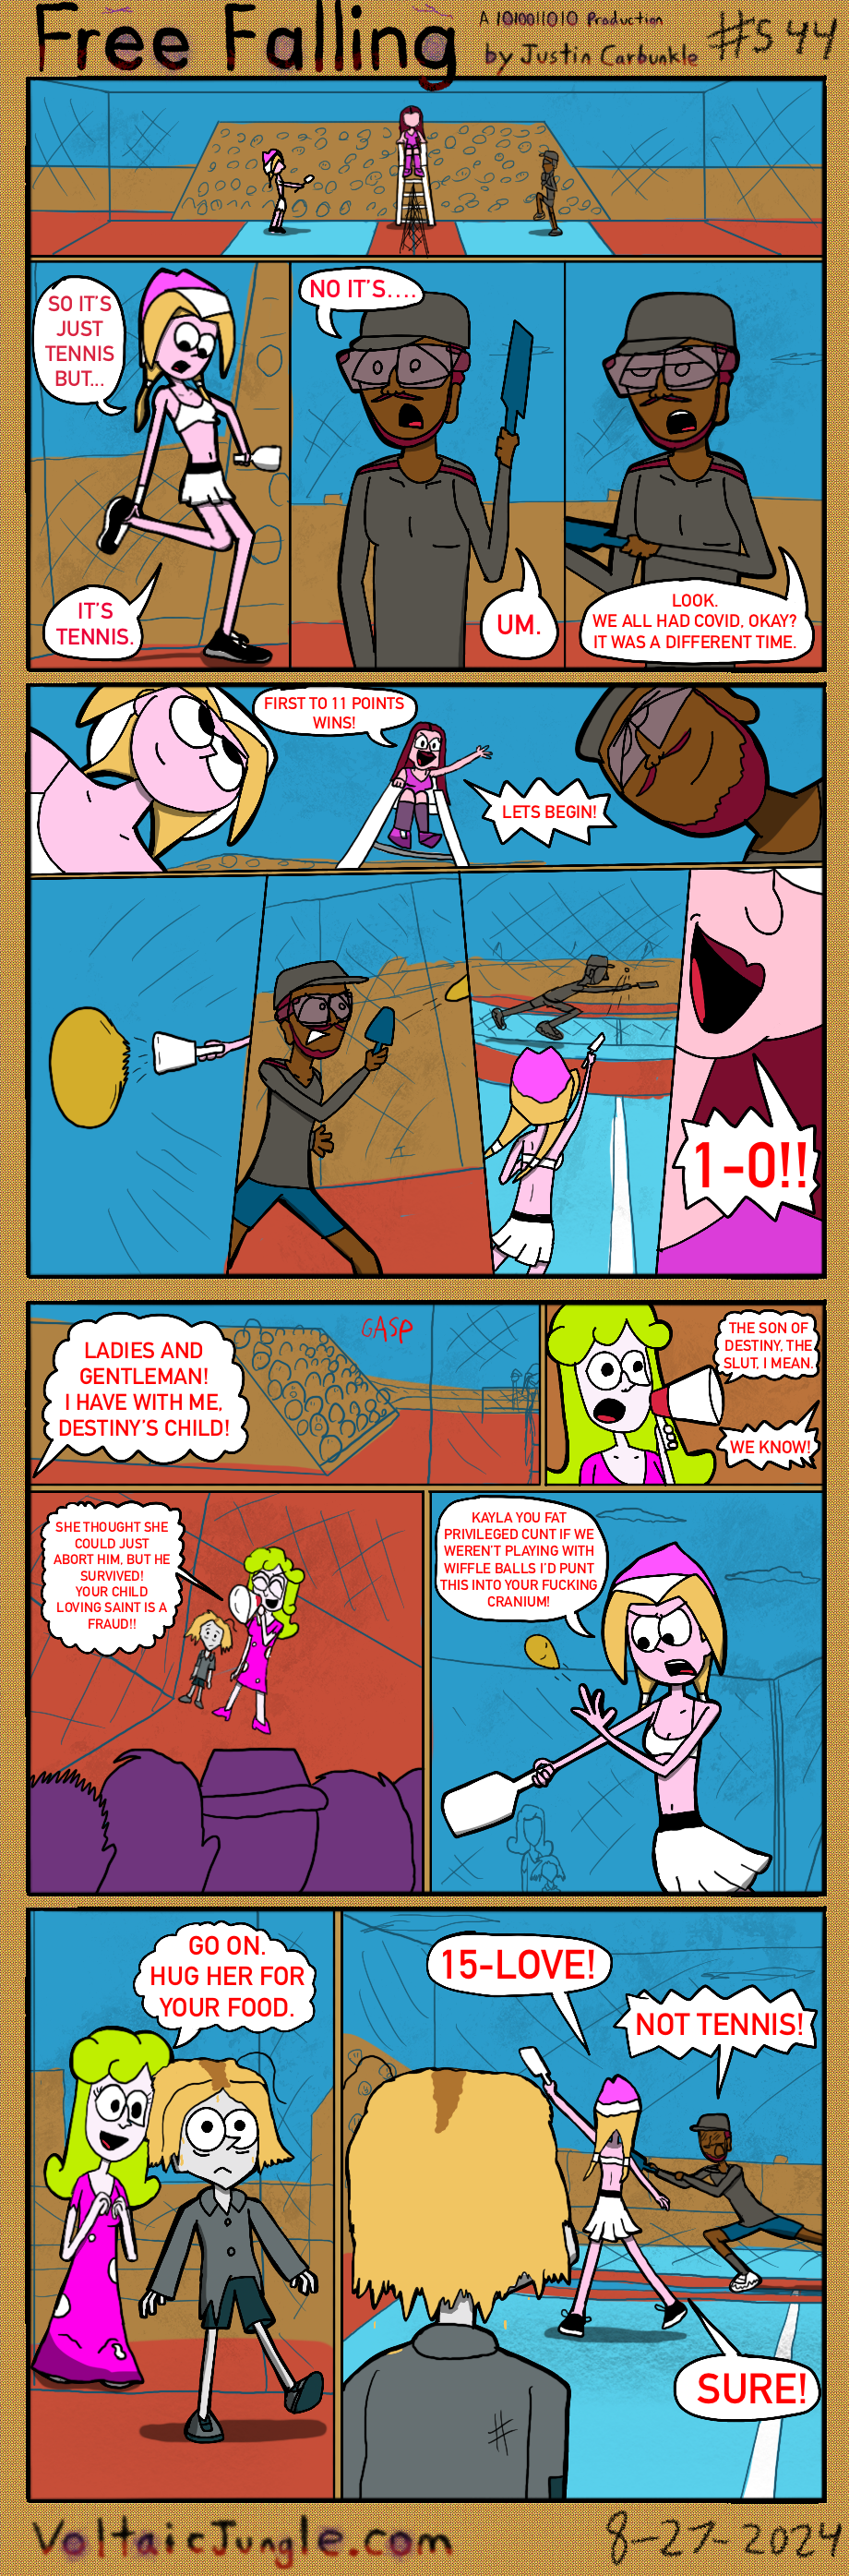 Free Falling
A 1010011010 Production
by Justin Carbunkle
#544
SO IT'S
JUST
TENNIS
BUT...
IT'S
TENNIS.
NO IT'S....
UM.
LOOK.
WE ALL HAD COVID, OKAY?
IT WAS A DIFFERENT TIME.
FIRST TO 11 POINTS
WINS!
LETS BEGIN!
1-0!!
LADIES AND
GENTLEMAN!
I HAVE WITH ME,
DESTINY'S CHILD!
GASP
THE SON OF
DESTINY, THE
SLUT, I MEAN.
WE KNOW!
SHE THOUGHT SHE
COULD JUST
ABORT HIM, BUT HE
SURVIVED!
YOUR CHILD
LOVING SAINT IS A
FRAUD!!
KAYLA YOU FAT
PRIVILEGED CUNT IF WE
WEREN'T PLAYING WITH
WIFFLE BALLS I'D PUNT
THIS INTO YOUR FUCKING
CRANIUM!
GO ON.
HUG HER FOR
YOUR FOOD.
15-LOVE!
NOT TENNIS!
SURE!
VoltaicJungle.com
8-27-2024